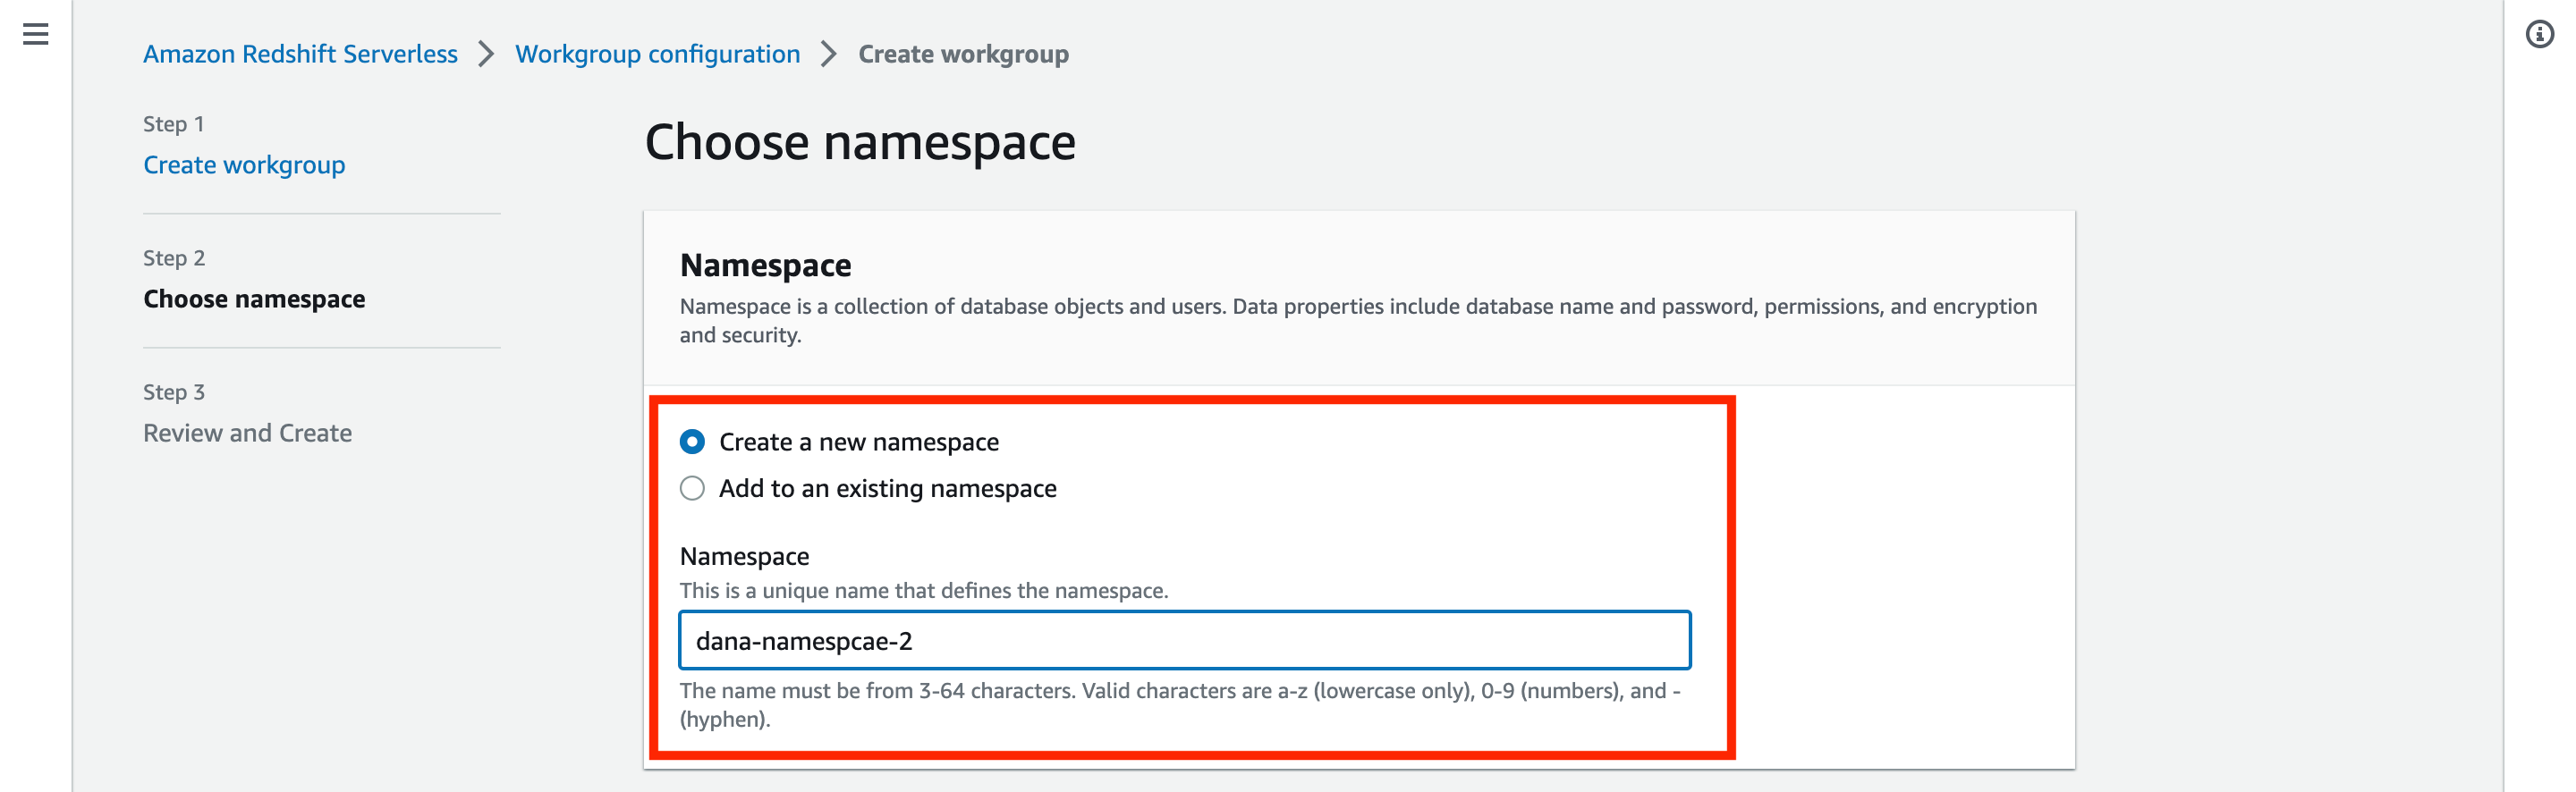 Amazon Redshift Serverless > Workgroup configuration > Create workgroup
Step 1
Create workgroup
Step 2
Choose namespace
Step 3
Review and Create
Choose namespace
Namespace
Namespace is a collection of database objects and users. Data properties include database name and password, permissions, and encryption
and security.
Create a new namespace
Add to an existing namespace
Namespace
This is a unique name that defines the namespace.
dana-namespcae-2
The name must be from 3-64 characters. Valid characters are a-z (lowercase only), 0-9 (numbers), and -
(hyphen).